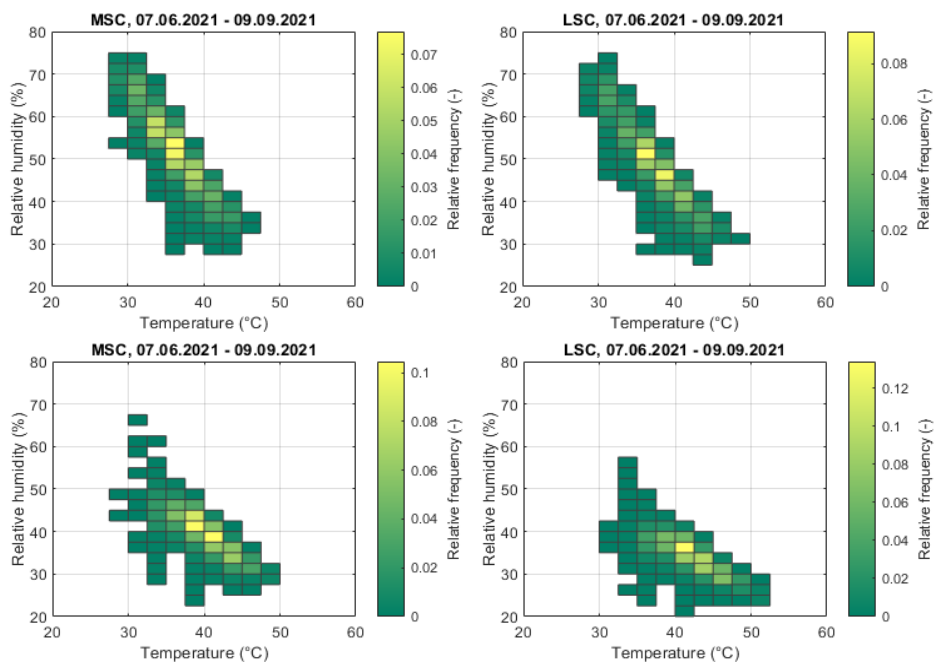 MSC, 07.06.2021 - 09.09.2021
80
70
60
50
40
30
20
Relative humidity (%)
20 30 40 50 60
Temperature (°C)
0.07
0.06
0.05
0.04
0.03
0.02
0.01
0
Relative frequency (-)
LSC, 07.06.2021 - 09.09.2021
80
70
60
50
40
30
20
Relative humidity (%)
20 30 40 50 60
Temperature (°C)
0.08
0.06
0.04
0.02
0
Relative frequency (-)
MSC, 07.06.2021 - 09.09.2021
80
70
60
50
40
30
20
Relative humidity (%)
20 30 40 50 60
Temperature (°C)
0.1
0.08
0.06
0.04
0.02
0
Relative frequency (-)
LSC, 07.06.2021 - 09.09.2021
80
70
60
50
40
30
20
Relative humidity (%)
20 30 40 50 60
Temperature (°C)
0.12
0.1
0.08
0.06
0.04
0.02
0
Relative frequency (-)